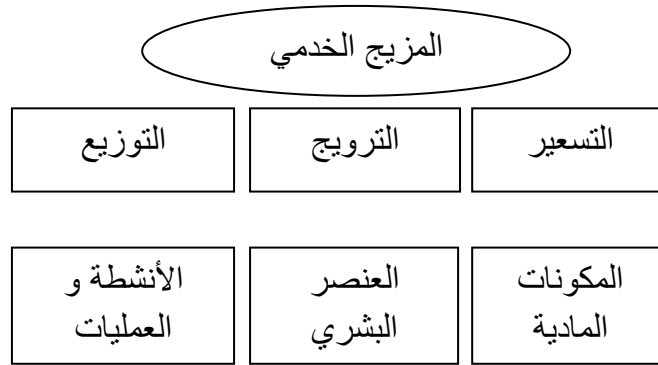 المزيج الخدمي
التسعير
الترويج
التوزيع
المكونات
المادية
العنصر
البشري
الأنشطة و
العمليات